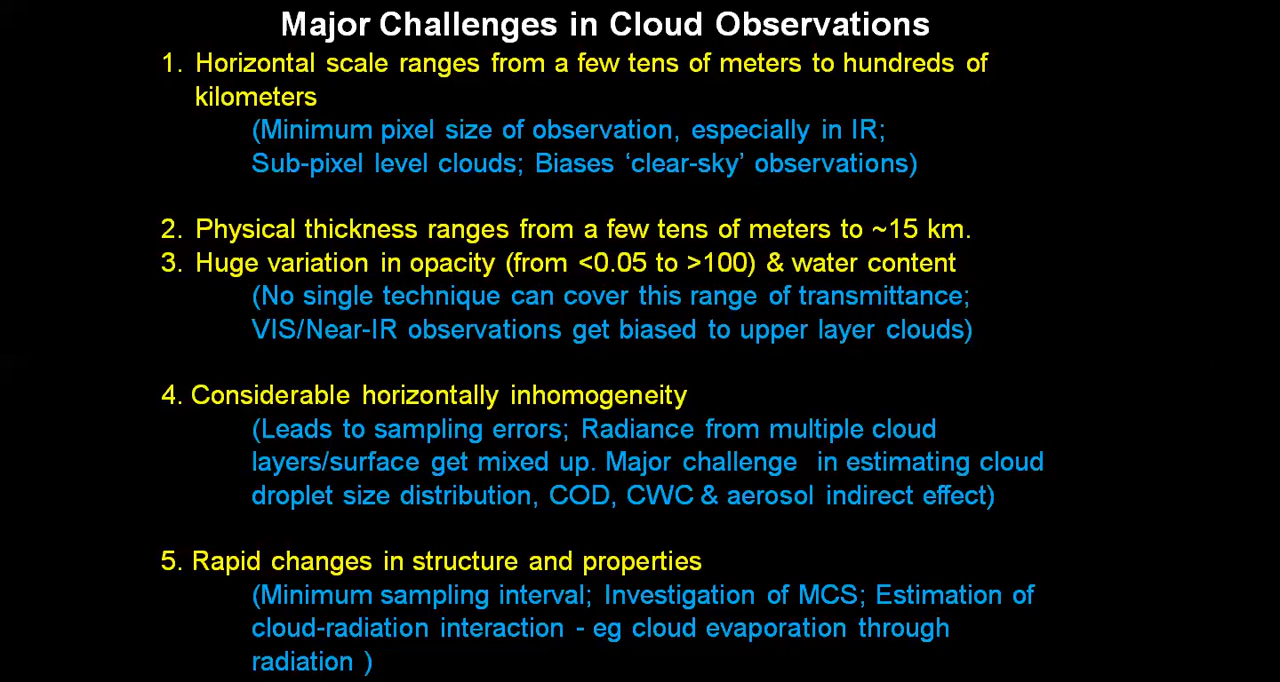 Major Challenges in Cloud Observations
1. Horizontal scale ranges from a few tens of meters to hundreds of
kilometers
(Minimum pixel size of observation, especially in IR;
Sub-pixel level clouds; Biases ‘clear-sky’ observations)
2. Physical thickness ranges from a few tens of meters to ~15 km.
3. Huge variation in opacity (from <0.05 to >100) & water content
(No single technique can cover this range of transmittance;
VIS/Near-IR observations get biased to upper layer clouds)
4. Considerable horizontally inhomogeneity
(Leads to sampling errors; Radiance from multiple cloud
layers/surface get mixed up. Major challenge in estimating cloud
droplet size distribution, COD, CWC & aerosol indirect effect)
5. Rapid changes in structure and properties
(Minimum sampling interval; Investigation of MCS; Estimation of
cloud-radiation interaction - eg cloud evaporation through
radiation )